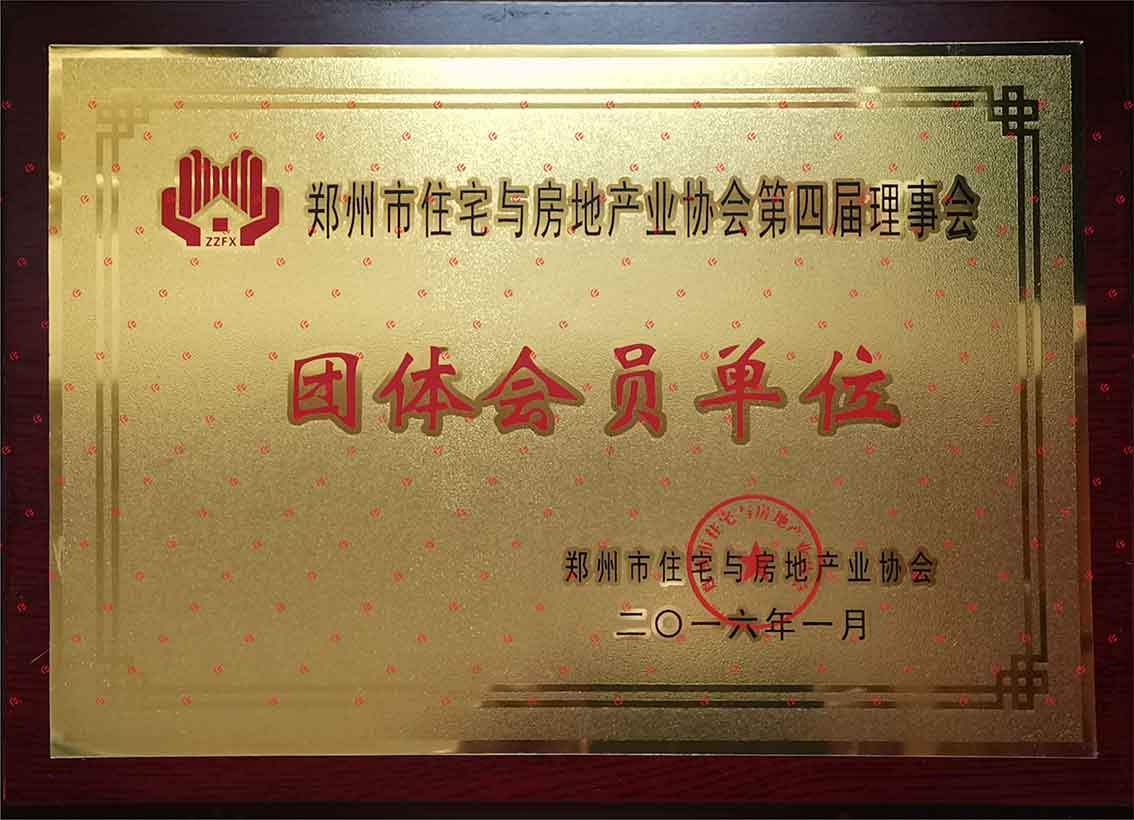 ZZFX
郑州市住宅与房地产业协会第四届理事会
团体会员单位
郑州市住宅与房地产业协会
二〇一六年一月